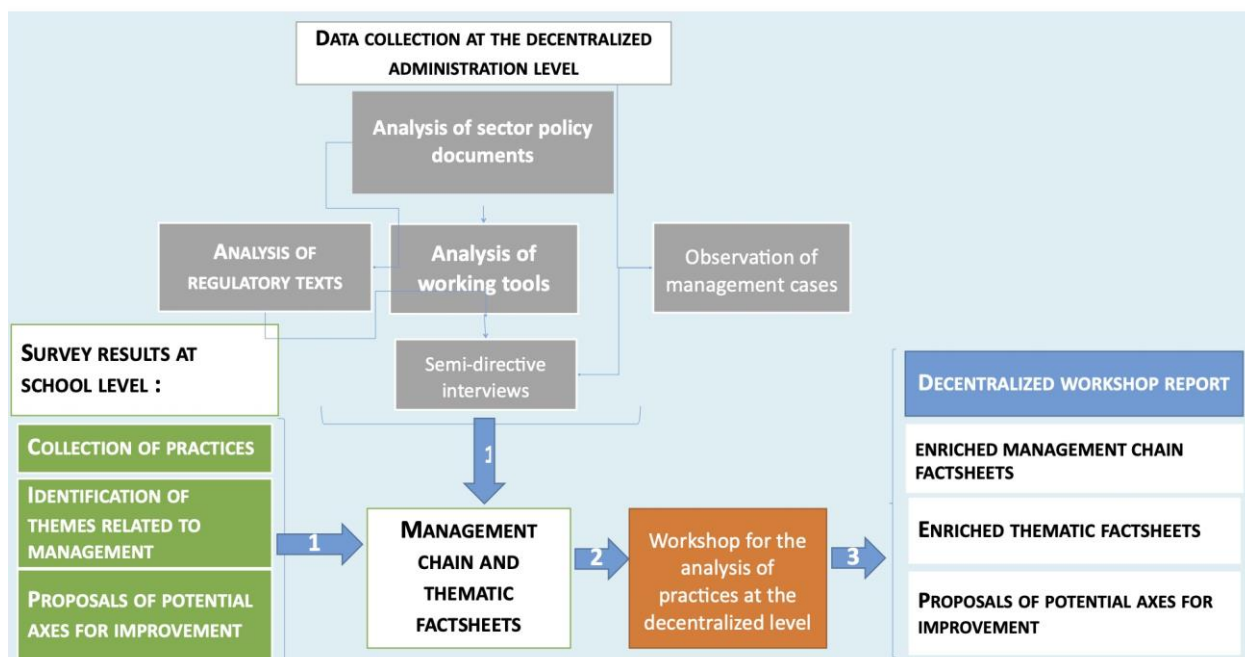 DATA COLLECTION AT THE DECENTRALIZED
ADMINISTRATION LEVEL
Analysis of sector policy
documents
ANALYSIS OF
REGULATORY TEXTS
Analysis of
working tools
Observation of
management cases
Semi-directive
interviews
SURVEY RESULTS AT
SCHOOL LEVEL :
COLLECTION OF PRACTICES
IDENTIFICATION OF
THEMES RELATED TO
MANAGEMENT
PROPOSALS OF POTENTIAL
AXES FOR IMPROVEMENT
1
1
MANAGEMENT
CHAIN AND
THEMATIC
FACTSHEETS
2
Workshop for the
analysis of
practices at the
decentralized level
3
DECENTRALIZED WORKSHOP REPORT
ENRICHED MANAGEMENT CHAIN
FACTSHEETS
ENRICHED THEMATIC FACTSHEETS
PROPOSALS OF POTENTIAL AXES FOR
IMPROVEMENT